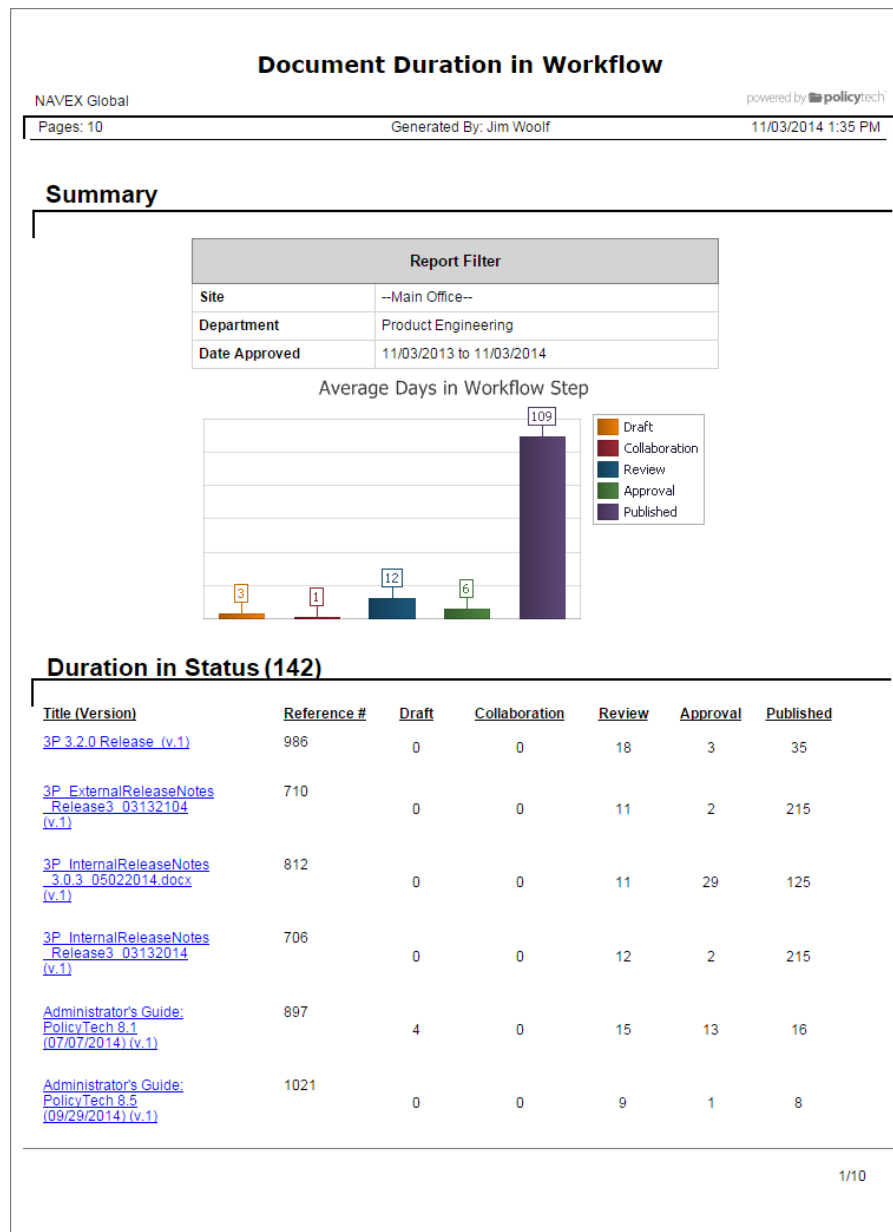 Document Duration in Workflow
NAVEX Global
powered by policytech
Pages: 10 Generated By: Jim Woolf 11/03/2014 1:35 PM
Summary
Report Filter
Site --Main Office--
Department Product Engineering
Date Approved 11/03/2013 to 11/03/2014
Average Days in Workflow Step
109
Draft
Collaboration
Review
Approval
Published
3 1 12 6
Duration in Status (142)
Title (Version) Reference # Draft Collaboration Review Approval Published
3P 3.2.0 Release (v.1) 986 0 0 18 3 35
3P_ExternalReleaseNotes 710
_Release3_03132104 0 0 11 2 215
(v.1)
3P_InternalReleaseNotes 812
_3.0.3_05022014.docx 0 0 11 29 125
(v.1)
3P_InternalReleaseNotes 706
_Release3_03132014 0 0 12 2 215
(v.1)
Administrator's Guide: 897
PolicyTech 8.1 4 0 15 13 16
(07/07/2014) (v.1)
Administrator's Guide: 1021
PolicyTech 8.5 0 0 9 1 8
(09/29/2014) (v.1)
1/10